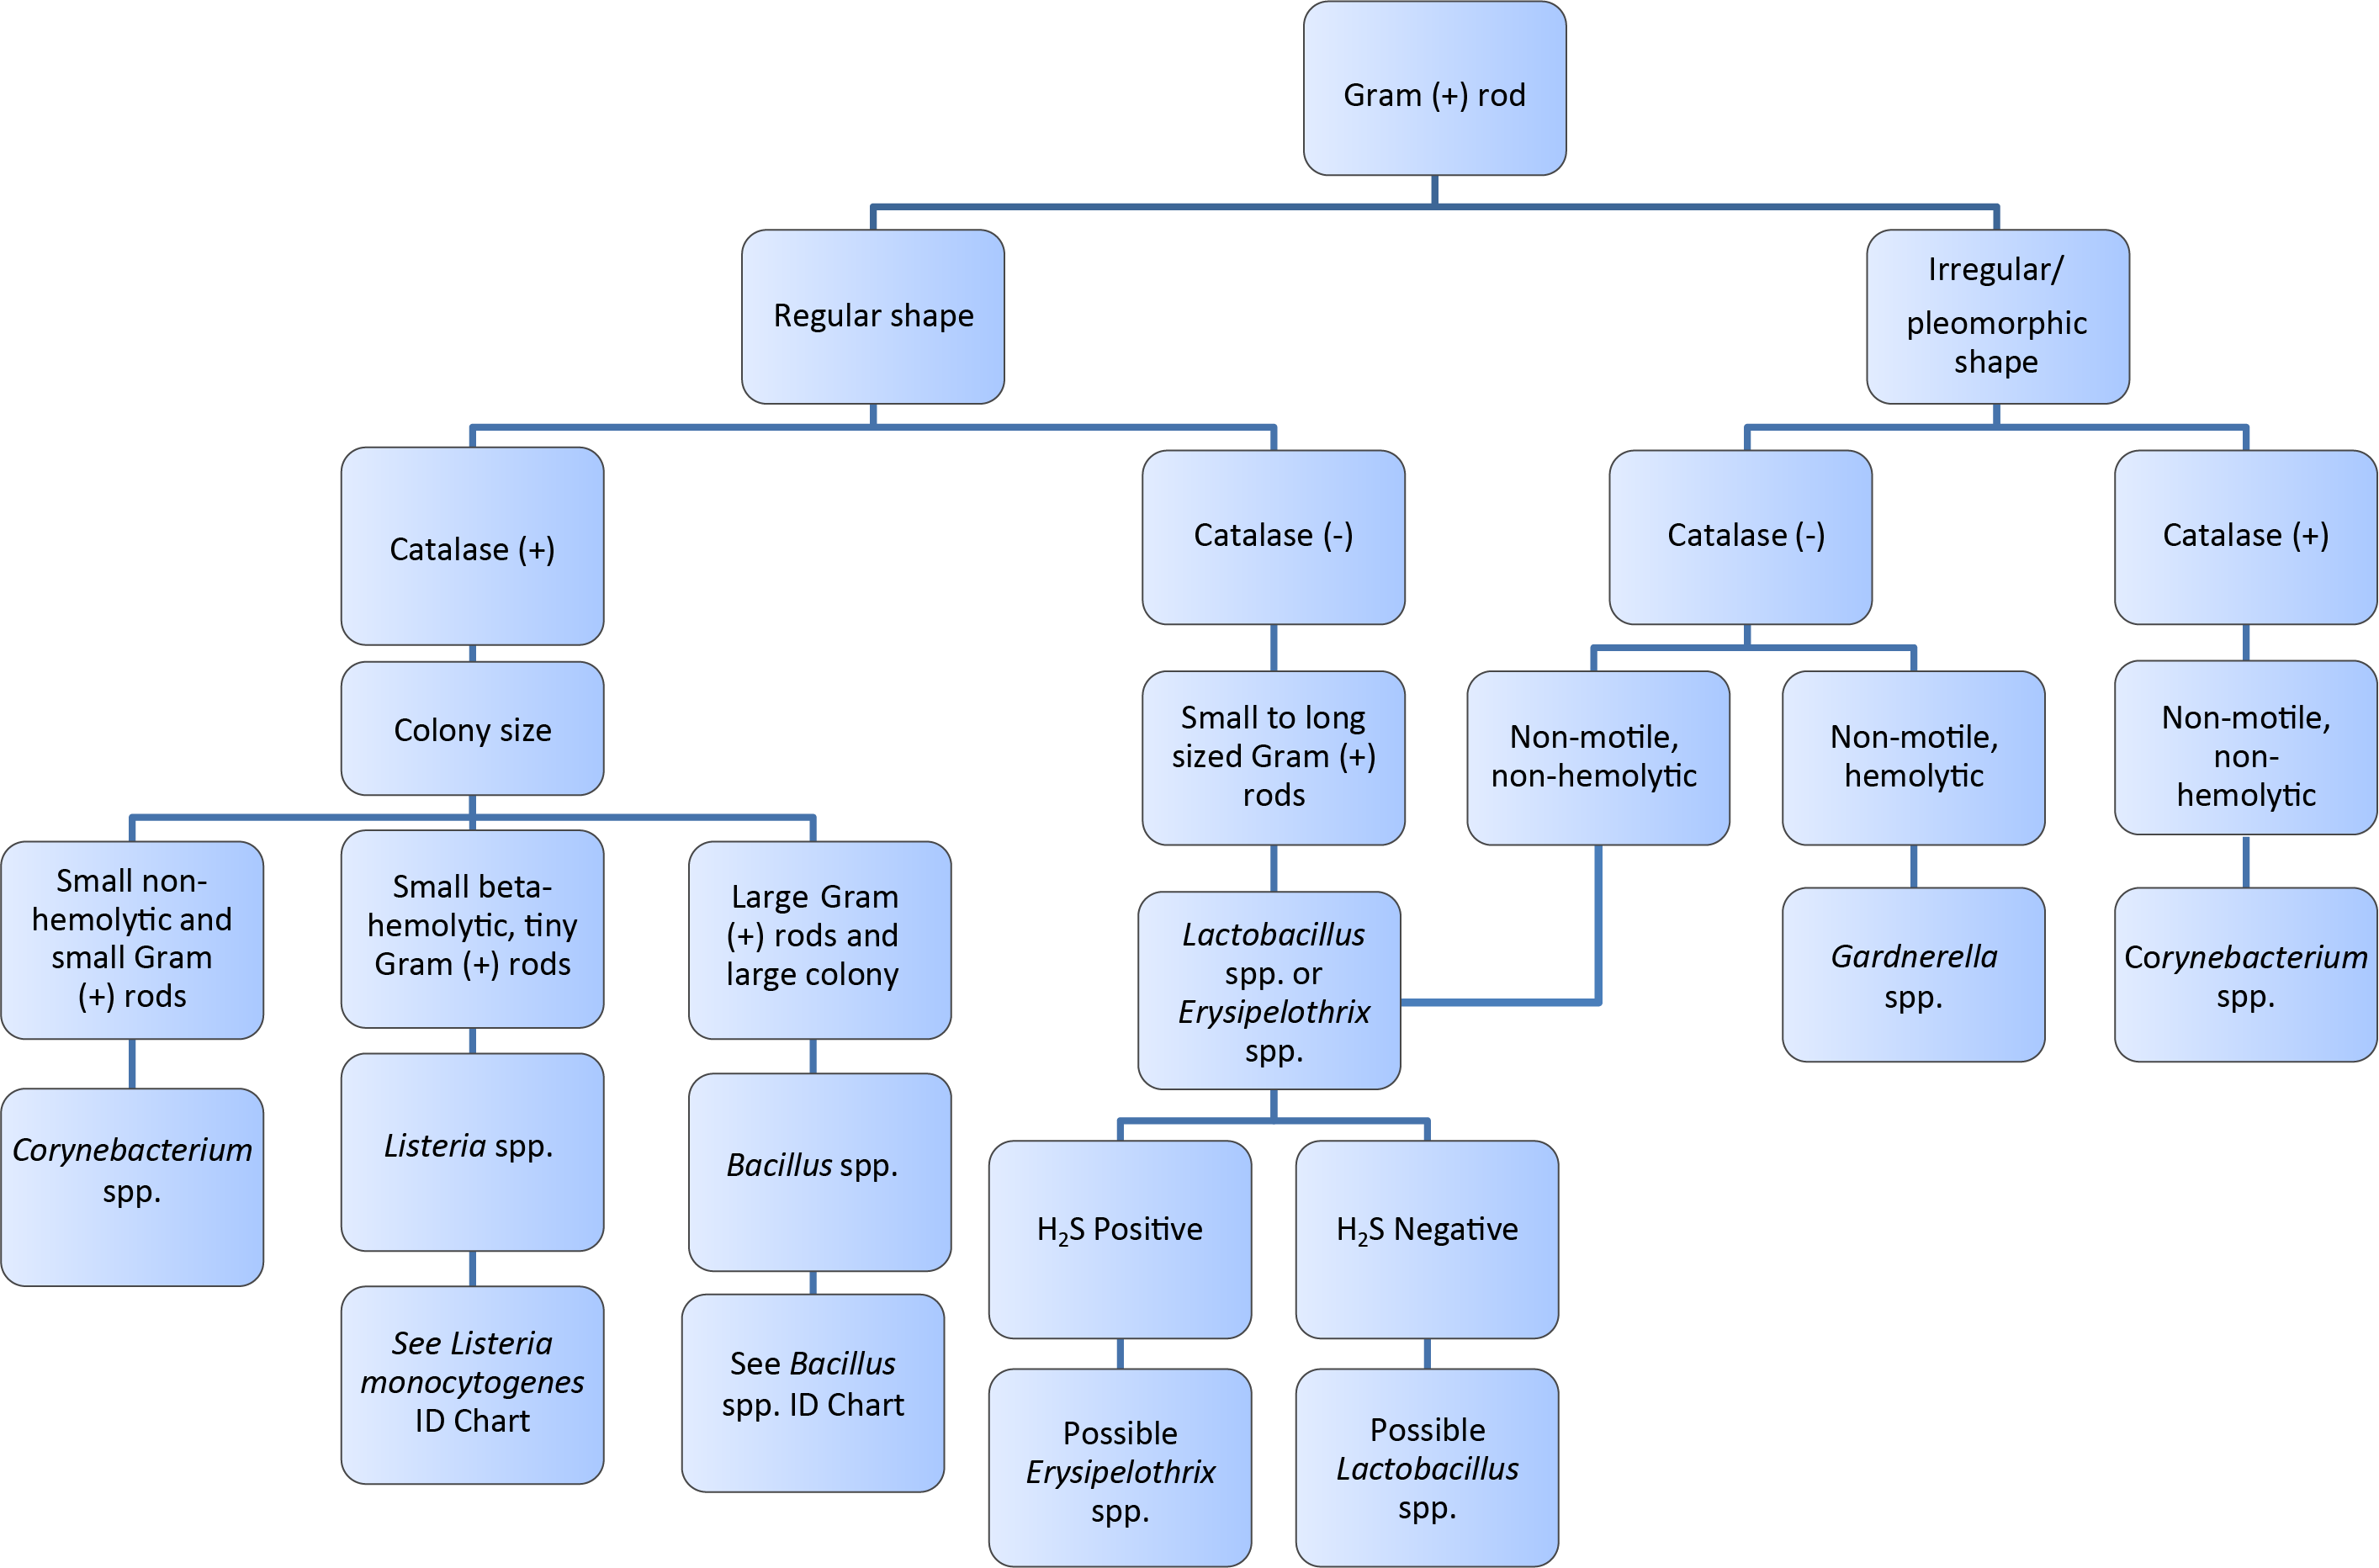 Gram (+) rod
Regular shape
Irregular/
pleomorphic
shape
Catalase (+)
Catalase (-)
Catalase (-)
Catalase (+)
Colony size
Small to long
sized Gram (+)
rods
Non-motile,
non-hemolytic
Non-motile,
hemolytic
Non-motile,
non-
hemolytic
Small non-
hemolytic and
small Gram
(+) rods
Small beta-
hemolytic, tiny
Gram (+) rods
Large Gram
(+) rods and
large colony
Lactobacillus
spp. or
Erysipelothrix
spp.
Gardnerella
spp.
Corynebacterium
spp.
Corynebacterium
spp.
Listeria spp.
Bacillus spp.
H₂S Positive
H₂S Negative
See Listeria
monocytogenes
ID Chart
See Bacillus
spp. ID Chart
Possible
Erysipelothrix
spp.
Possible
Lactobacillus
spp.